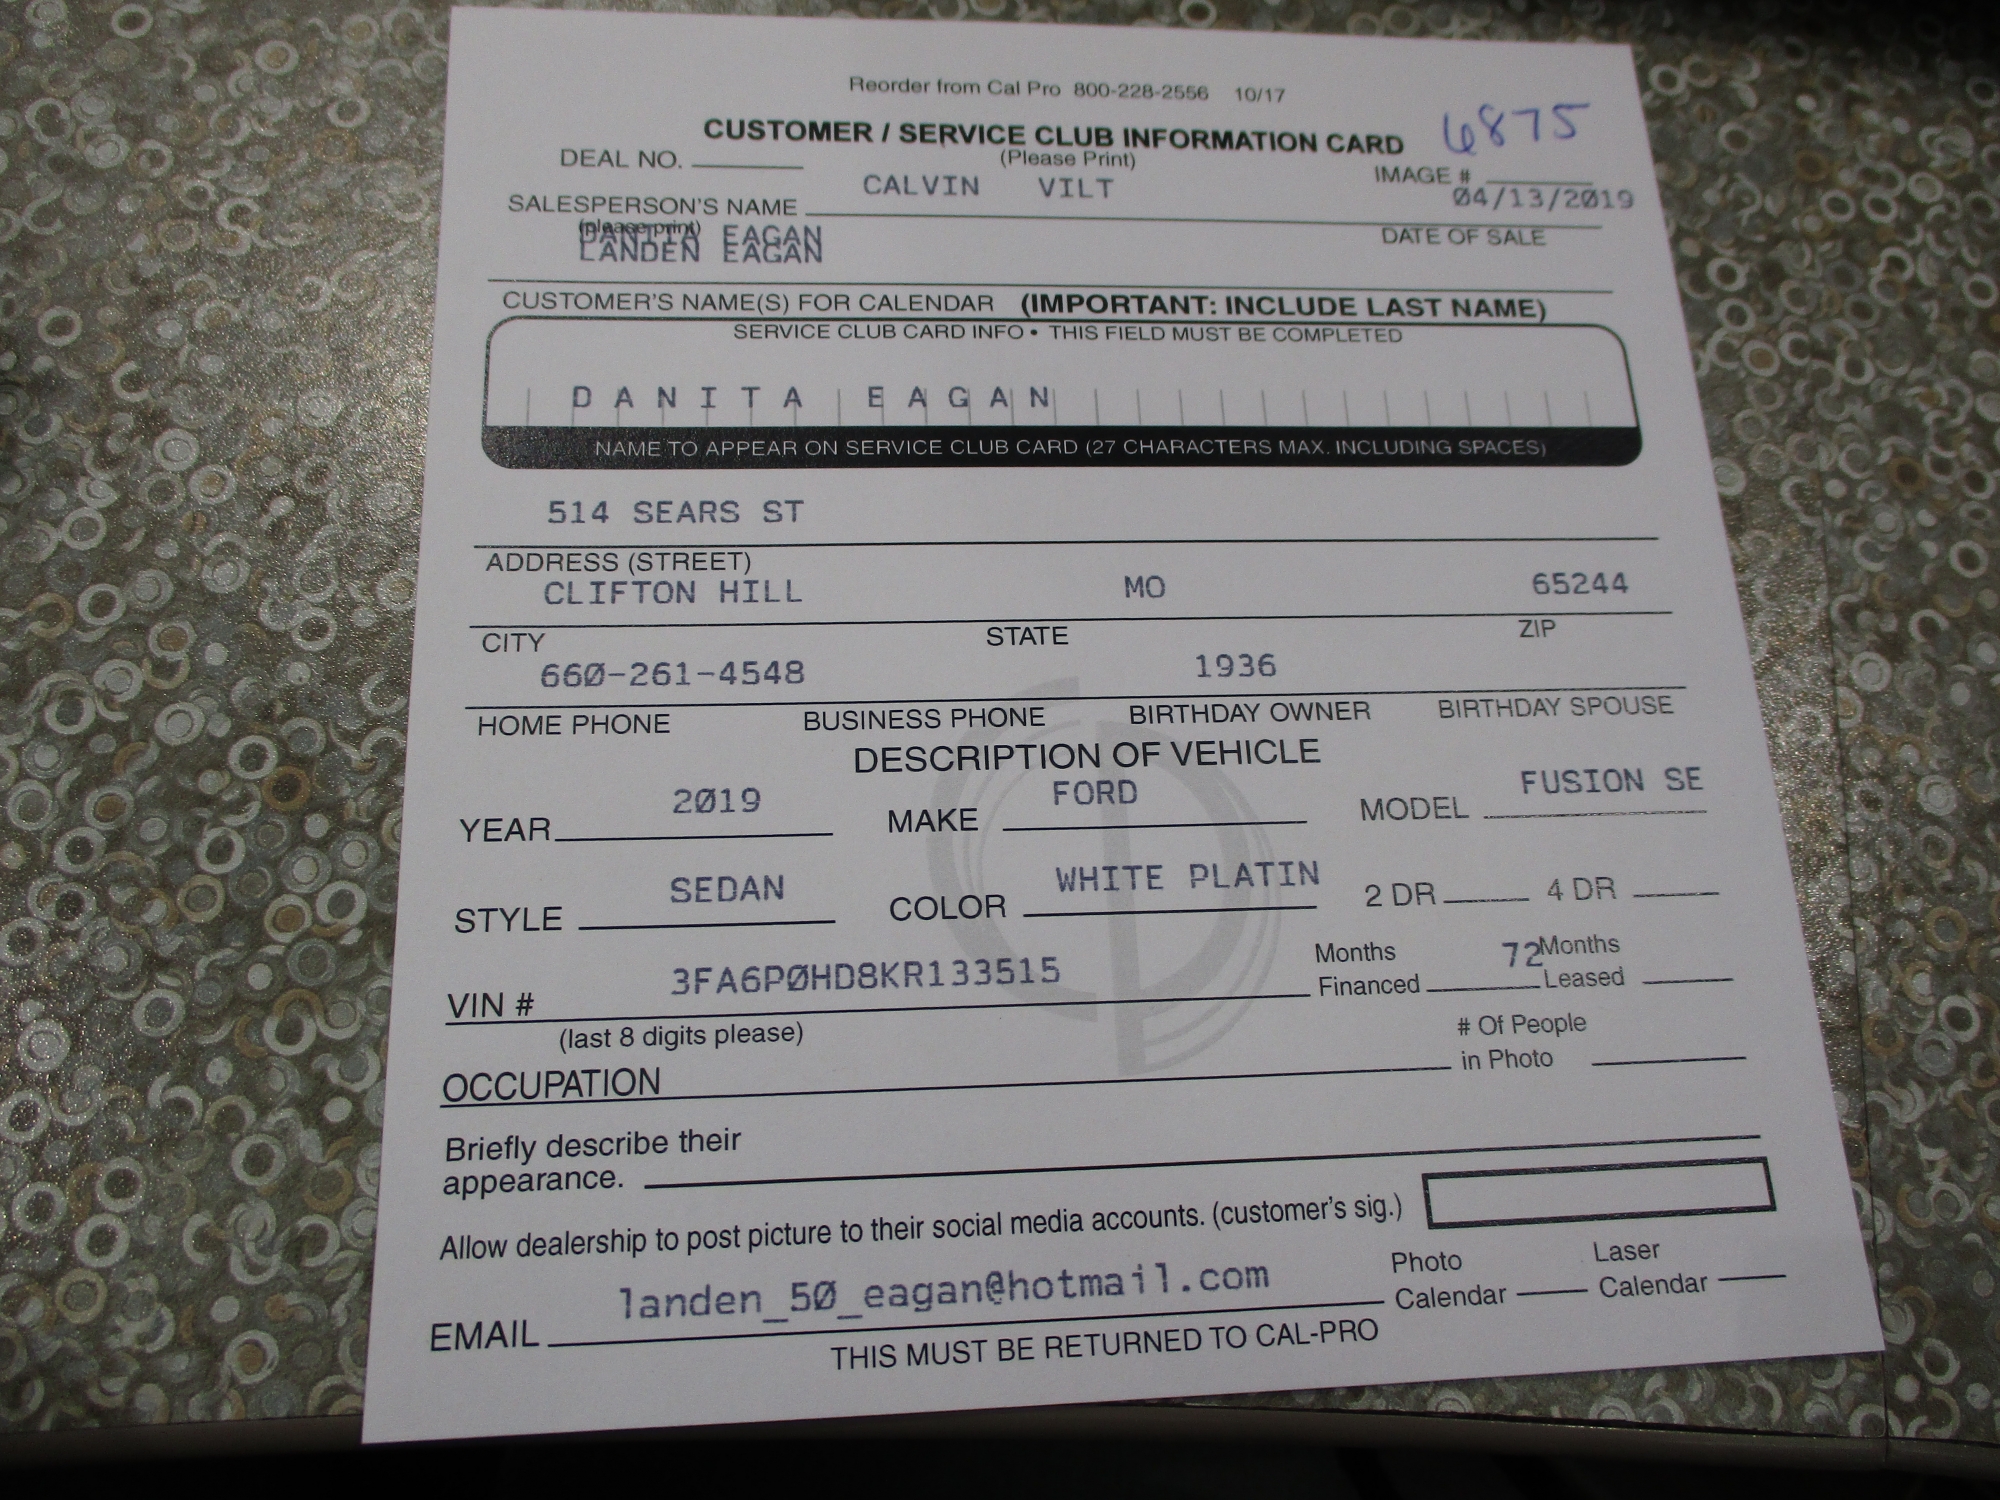 Reorder from Cal Pro 800-228-2556 10/17
CUSTOMER / SERVICE CLUB INFORMATION CARD 6875
DEAL NO. (Please Print) IMAGE #
CALVIN VILT 04/13/2019
SALESPERSON'S NAME
(please print) DATE OF SALE
DANITA EAGAN
LANDEN EAGAN
CUSTOMER'S NAME(S) FOR CALENDAR (IMPORTANT: INCLUDE LAST NAME)
SERVICE CLUB CARD INFO • THIS FIELD MUST BE COMPLETED
DANITA EAGAN
NAME TO APPEAR ON SERVICE CLUB CARD (27 CHARACTERS MAX. INCLUDING SPACES)
514 SEARS ST
ADDRESS (STREET)
CLIFTON HILL MO 65244
CITY STATE ZIP
660-261-4548 1936
HOME PHONE BUSINESS PHONE BIRTHDAY OWNER BIRTHDAY SPOUSE
DESCRIPTION OF VEHICLE
YEAR 2019 MAKE FORD MODEL FUSION SE
STYLE SEDAN COLOR WHITE PLATIN 2 DR 4 DR
VIN # 3FA6P0HD8KR133515 Months Financed 72 Months Leased
(last 8 digits please)
OCCUPATION # Of People in Photo
Briefly describe their
appearance.
Allow dealership to post picture to their social media accounts. (customer's sig.)
EMAIL landen_50_eagan@hotmail.com Photo Calendar Laser Calendar
THIS MUST BE RETURNED TO CAL-PRO